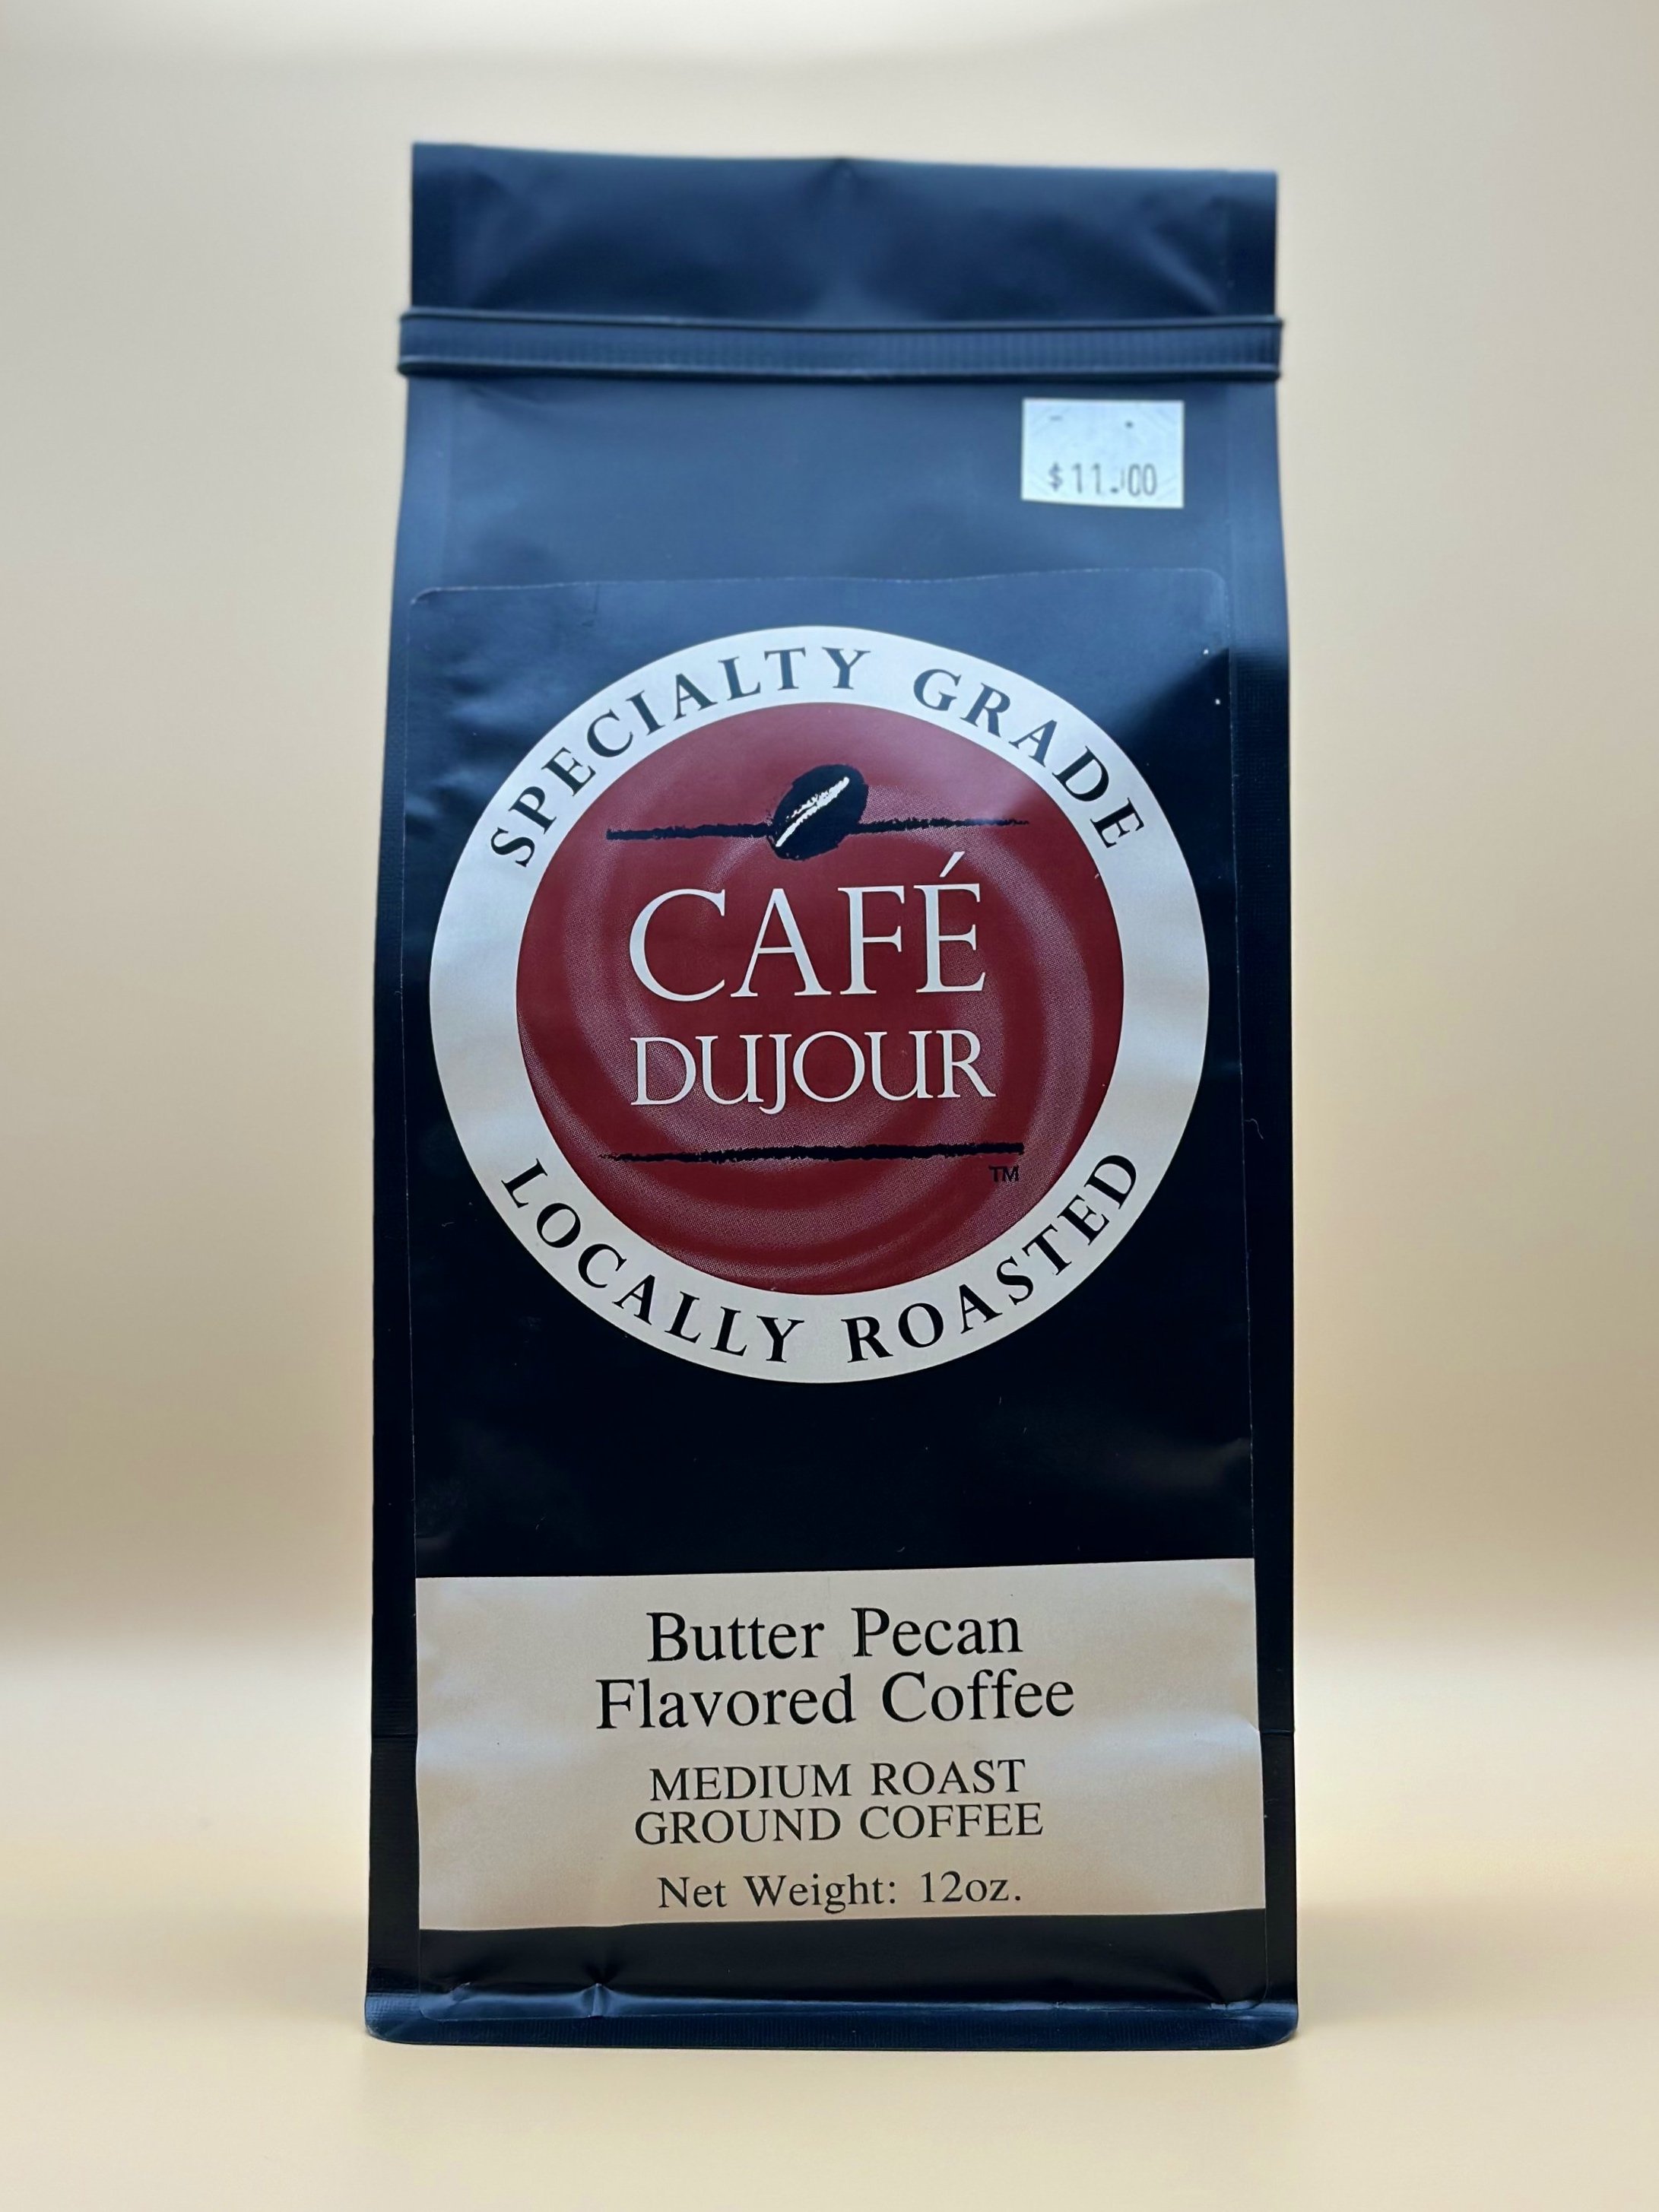 $11.00
SPECIALTY GRADE
CAFÉ
DUJOUR
TM
LOCALLY ROASTED
Butter Pecan
Flavored Coffee
MEDIUM ROAST
GROUND COFFEE
Net Weight: 12oz.